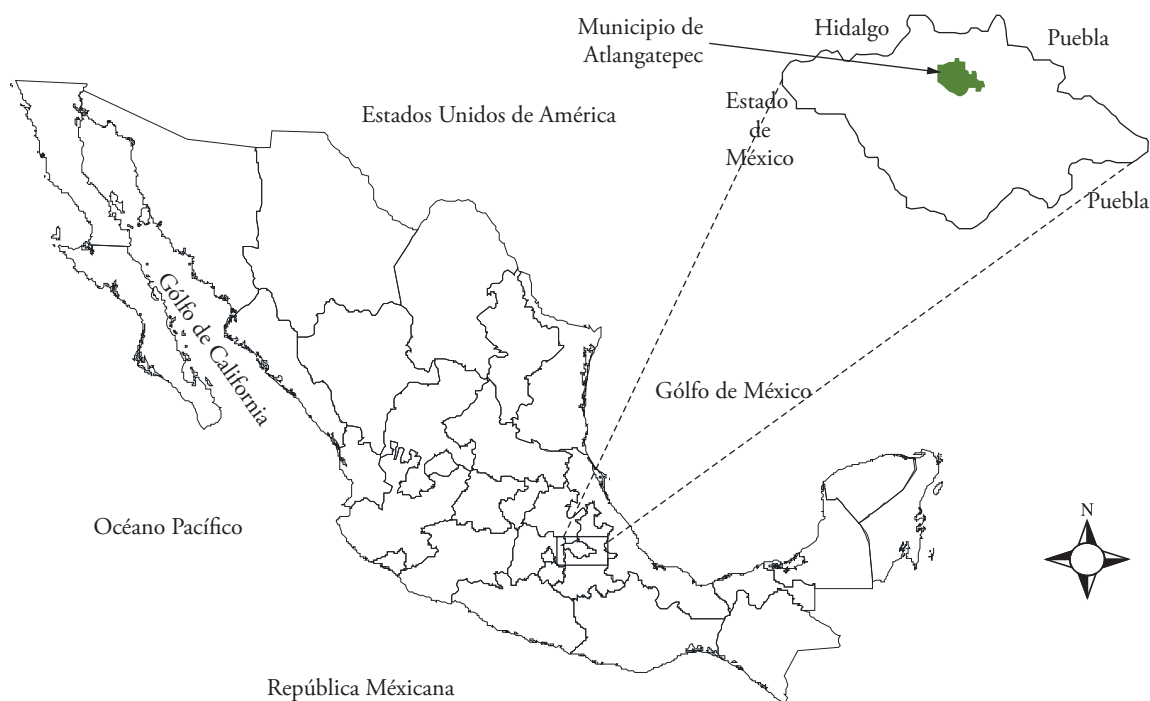 Municipio de
Atlangatepec
Hidalgo
Puebla
Estado
de
México
Puebla
Estados Unidos de América
Gólfo de California
Gólfo de México
Océano Pacífico
N
República Méxicana